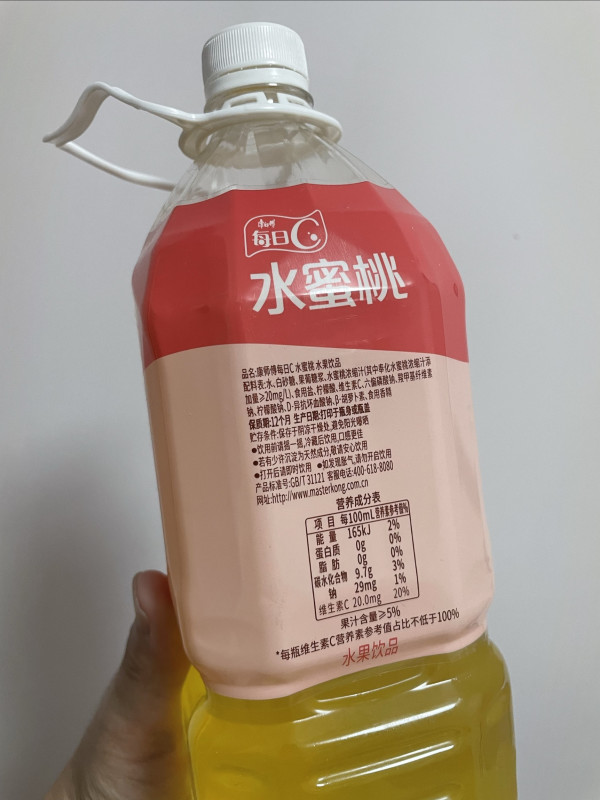 康师傅
每日C
水蜜桃
品名:康师傅每日C 水蜜桃 水果饮品
配料表:水、白砂糖、果葡糖浆、水蜜桃浓缩汁(其中奉化水蜜桃浓缩汁添
加量≥20mg/L)、食用盐、柠檬酸、维生素C、六偏磷酸钠、羧甲基纤维素
钠、柠檬酸钠、D-异抗坏血酸钠、β-胡萝卜素、食用香精
保质期:12个月 生产日期:打印于瓶身或瓶盖
贮存条件:保存于阴凉干燥处,避免阳光曝晒
●饮用前请摇一摇,冷藏后饮用,口感更佳
●若有少许沉淀为天然成分,敬请安心饮用
●打开后请即时饮用 ●如发现胀气,请勿开启饮用
产品标准号:GB/T 31121 客服电话:400-618-8080
网址:http://www.masterkong.com.cn
营养成分表
项 目 每100mL 营养素参考值%
能 量 165kJ 2%
蛋白质 0g 0%
脂 肪 0g 0%
碳水化合物 9.7g 3%
钠 29mg 1%
维生素C 20.0mg 20%
果汁含量≥5%
*每瓶维生素C营养素参考值占比不低于100%
水果饮品